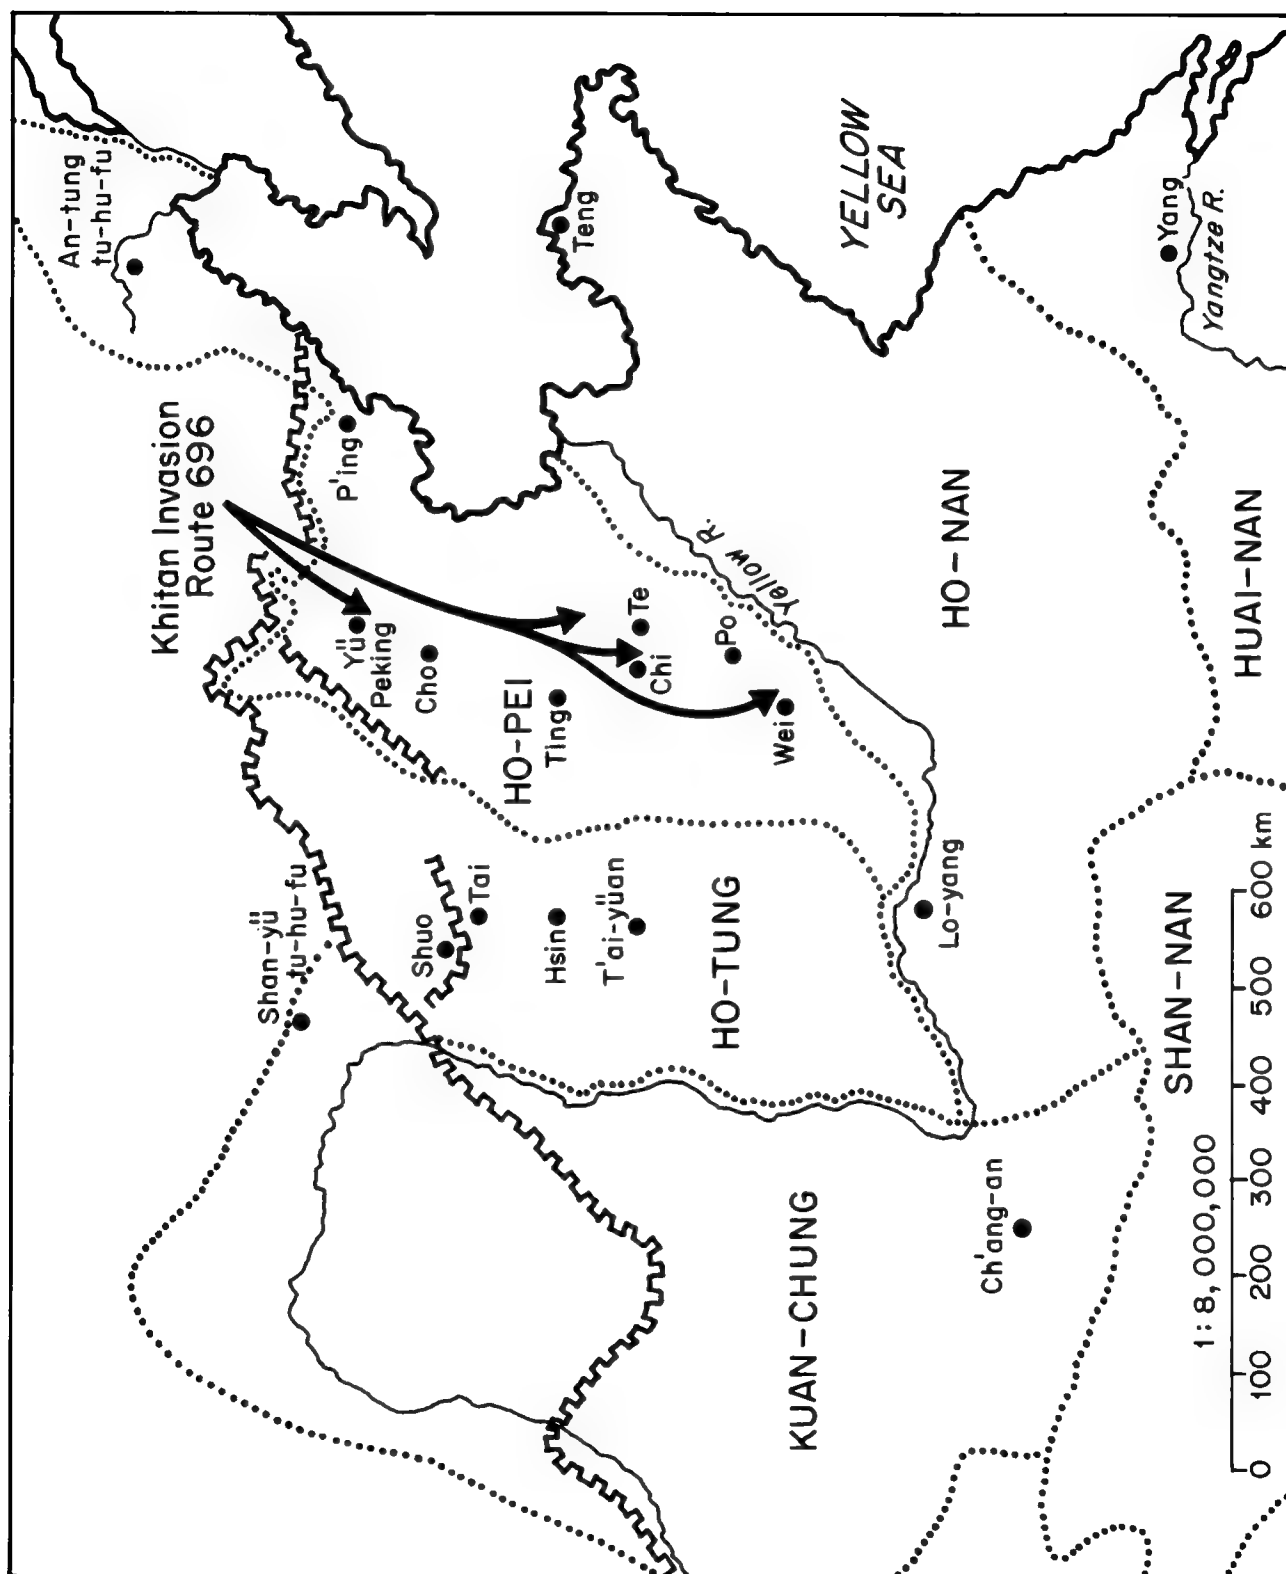 An-tung
tu-hu-fu
Khitan Invasion
Route 696
P'ing
Teng
YELLOW
SEA
Yang
Yangtze R.
Yü
Peking
Cho
HO-PEI
Ting
Te
Chi
Po
Wei
Yellow R.
HO-NAN
HUAI-NAN
Shan-yü
tu-hu-fu
Shuo
Tai
Hsin
T'ai-yüan
HO-TUNG
Lo-yang
SHAN-NAN
KUAN-CHUNG
Ch'ang-an
1:8,000,000
0 100 200 300 400 500 600 km